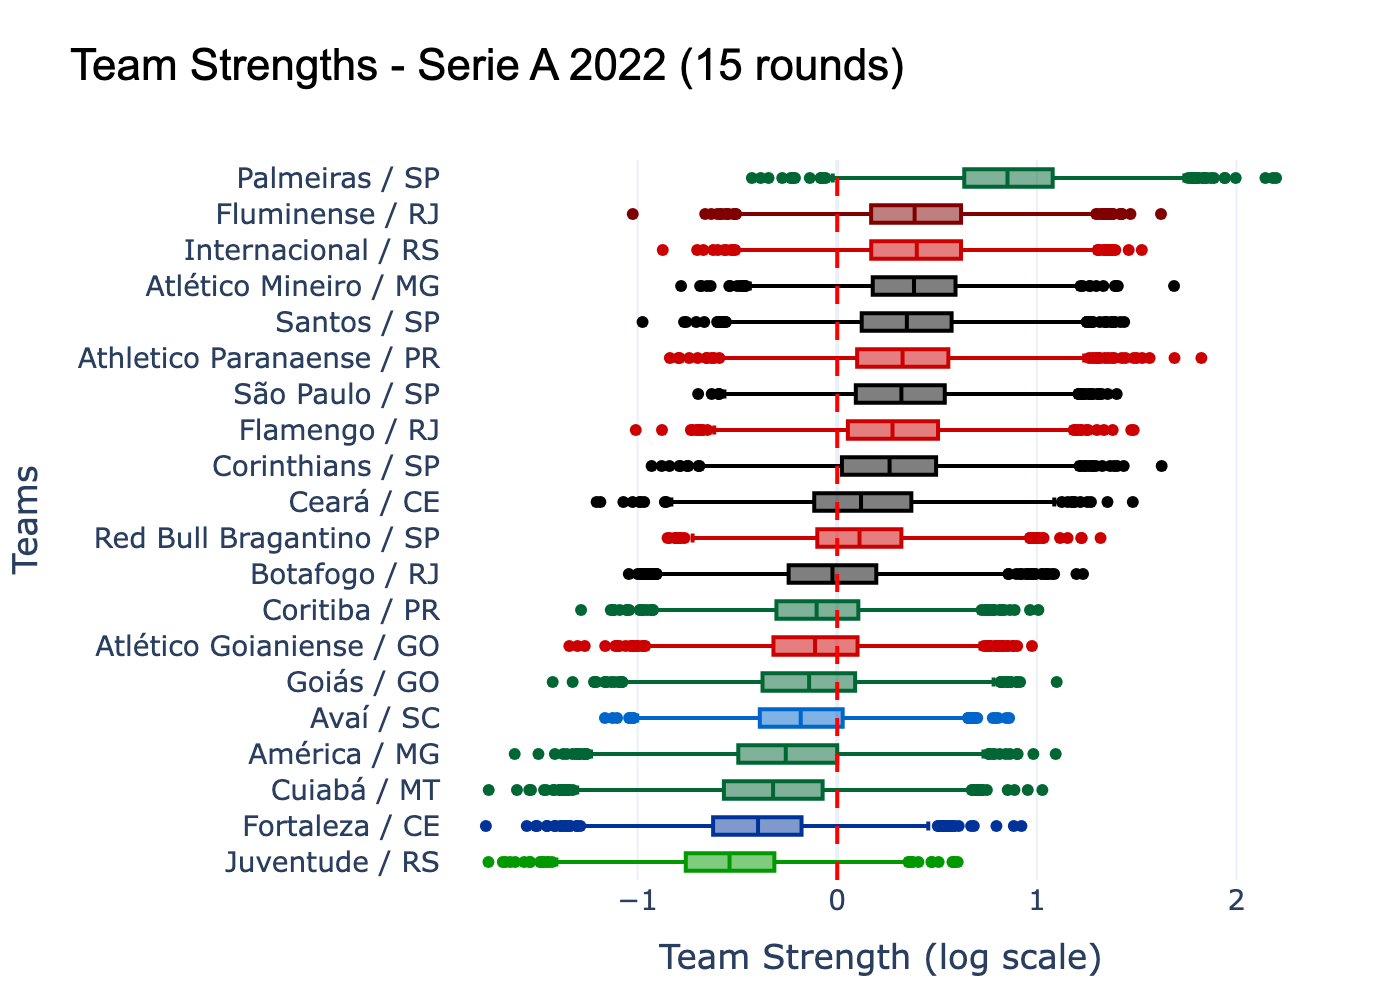 Team Strengths - Serie A 2022 (15 rounds)
Palmeiras / SP
Fluminense / RJ
Internacional / RS
Atlético Mineiro / MG
Santos / SP
Athletico Paranaense / PR
São Paulo / SP
Flamengo / RJ
Corinthians / SP
Ceará / CE
Red Bull Bragantino / SP
Botafogo / RJ
Coritiba / PR
Atlético Goianiense / GO
Goiás / GO
Avaí / SC
América / MG
Cuiabá / MT
Fortaleza / CE
Juventude / RS
Teams
−1 0 1 2
Team Strength (log scale)